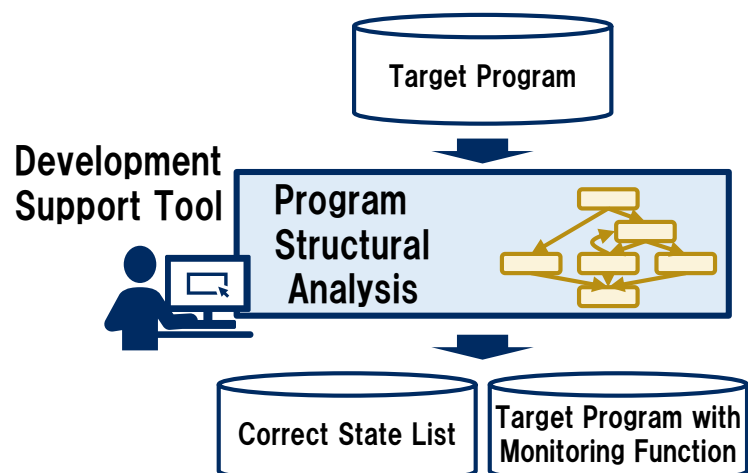 Target Program
Development
Support Tool
Program
Structural
Analysis
Correct State List
Target Program with
Monitoring Function